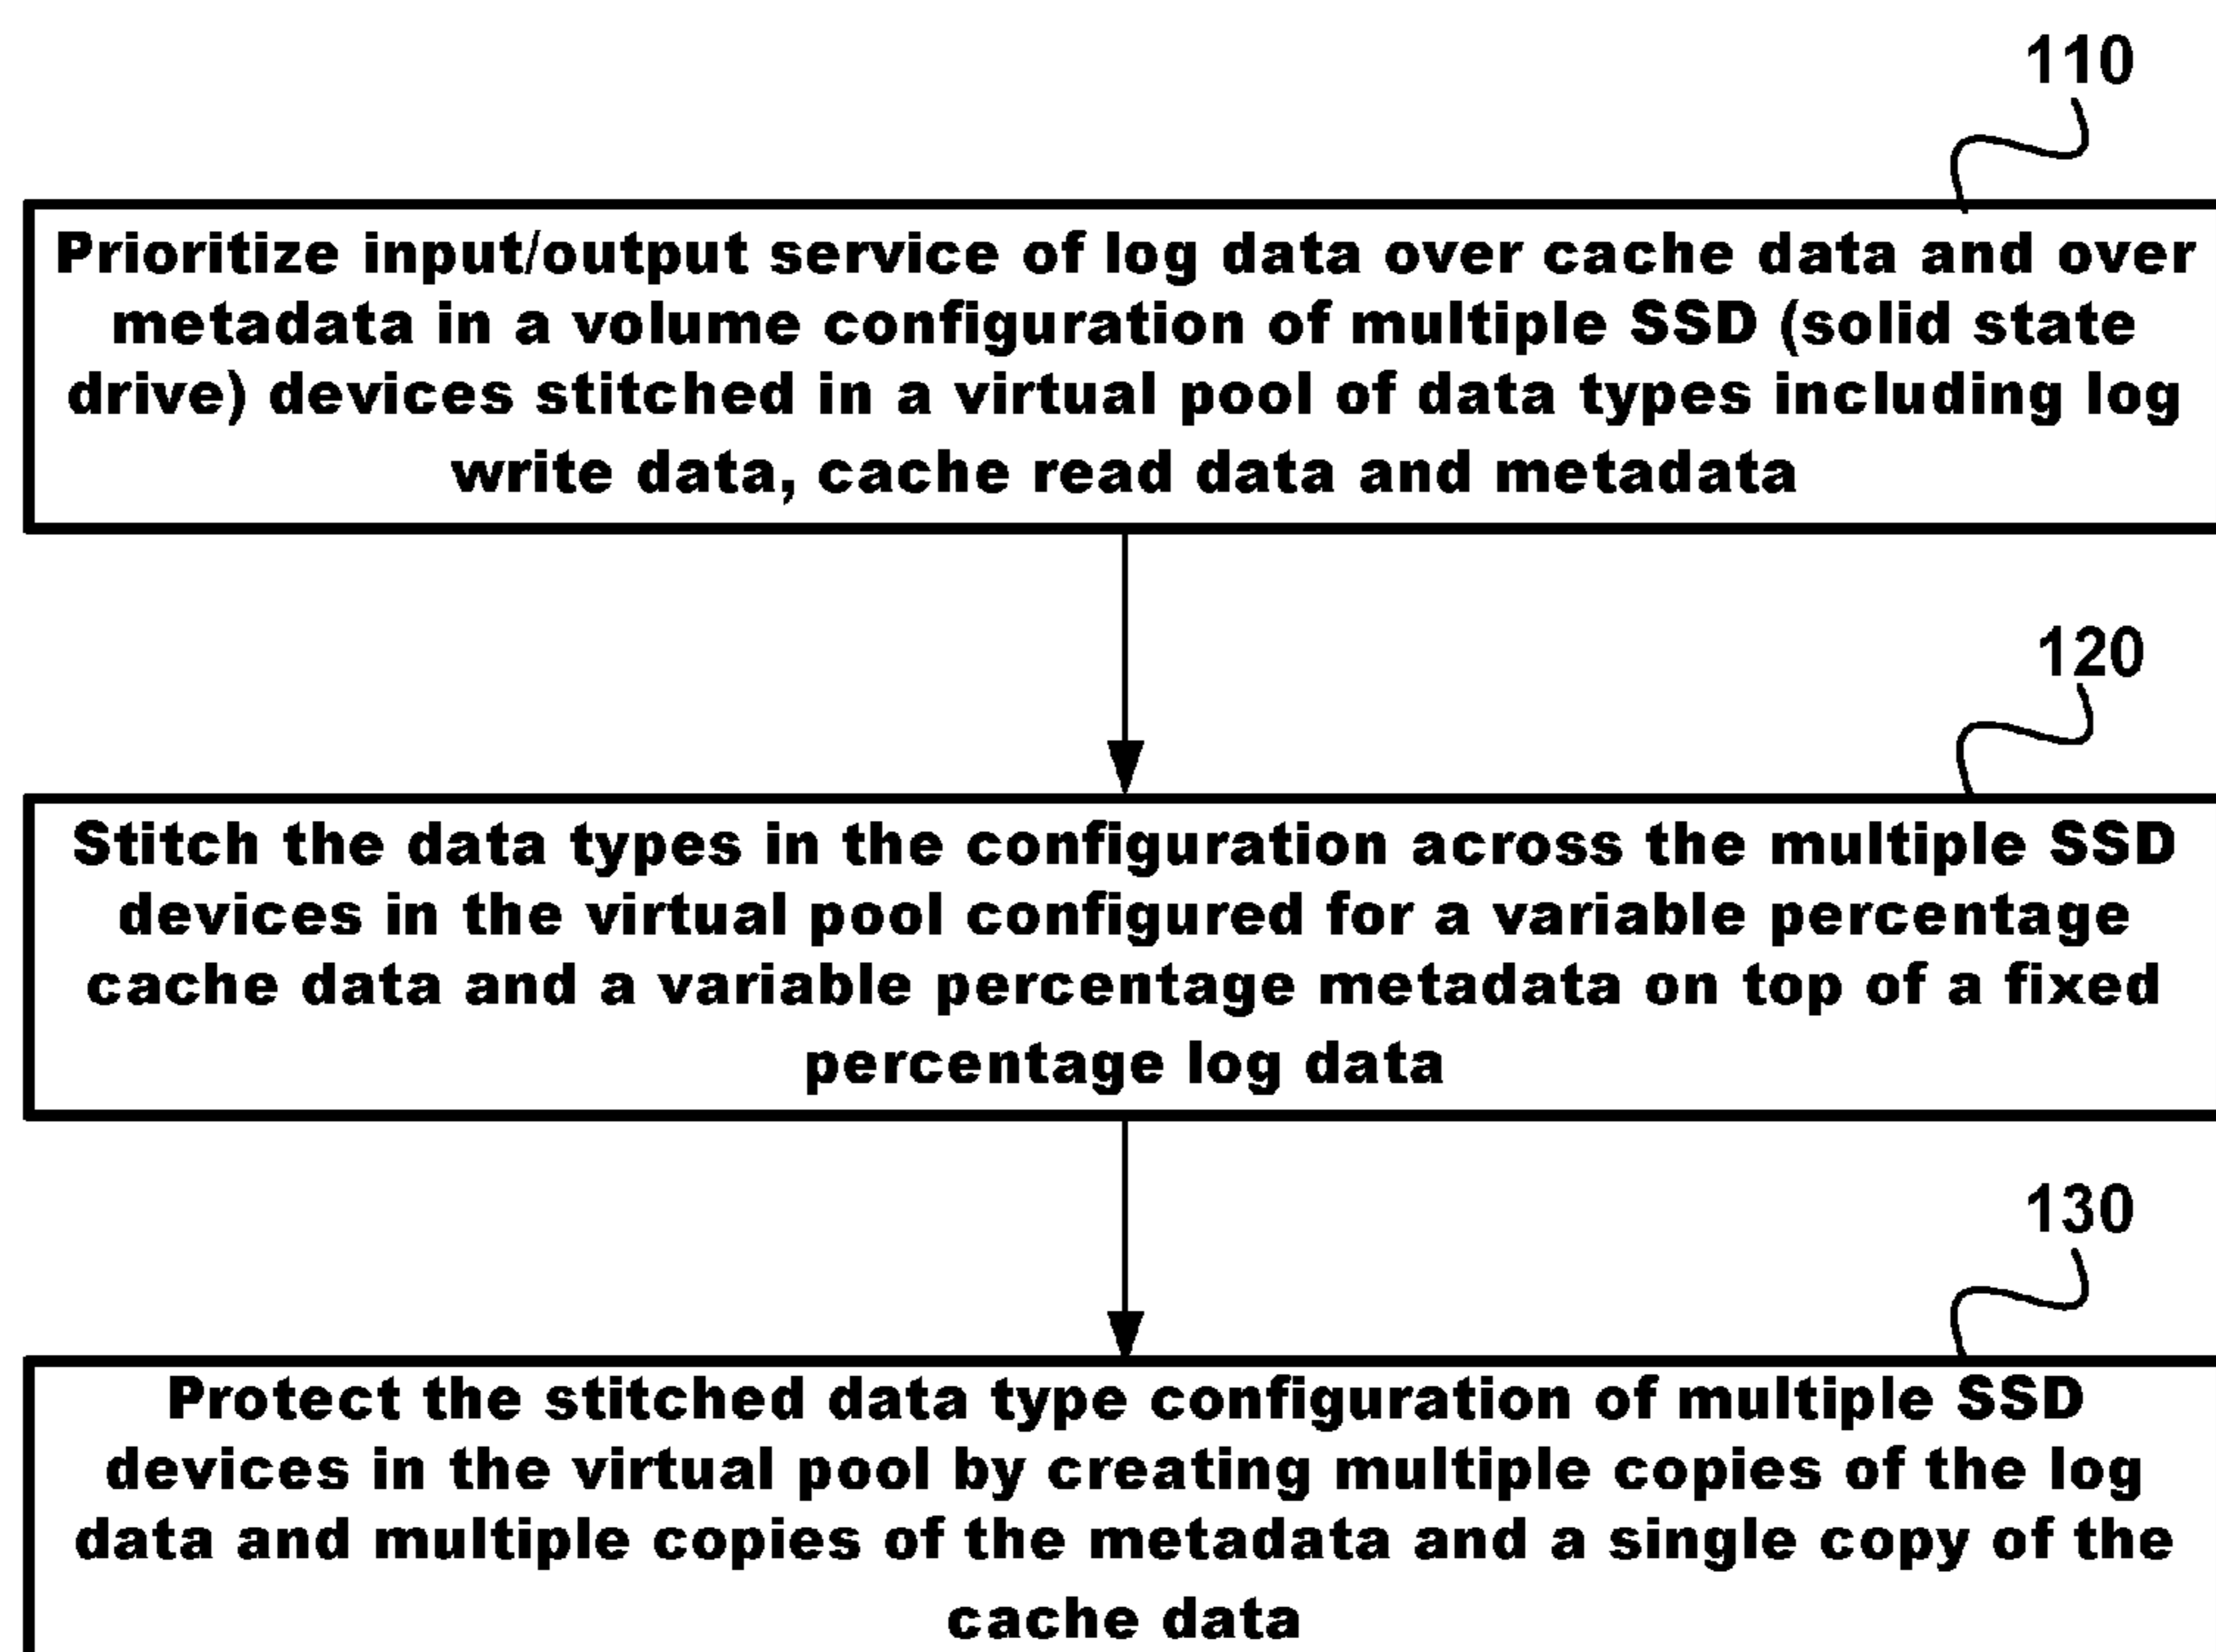 110
Prioritize input/output service of log data over cache data and over
metadata in a volume configuration of multiple SSD (solid state
drive) devices stitched in a virtual pool of data types including log
write data, cache read data and metadata
120
Stitch the data types in the configuration across the multiple SSD
devices in the virtual pool configured for a variable percentage
cache data and a variable percentage metadata on top of a fixed
percentage log data
130
Protect the stitched data type configuration of multiple SSD
devices in the virtual pool by creating multiple copies of the log
data and multiple copies of the metadata and a single copy of the
cache data